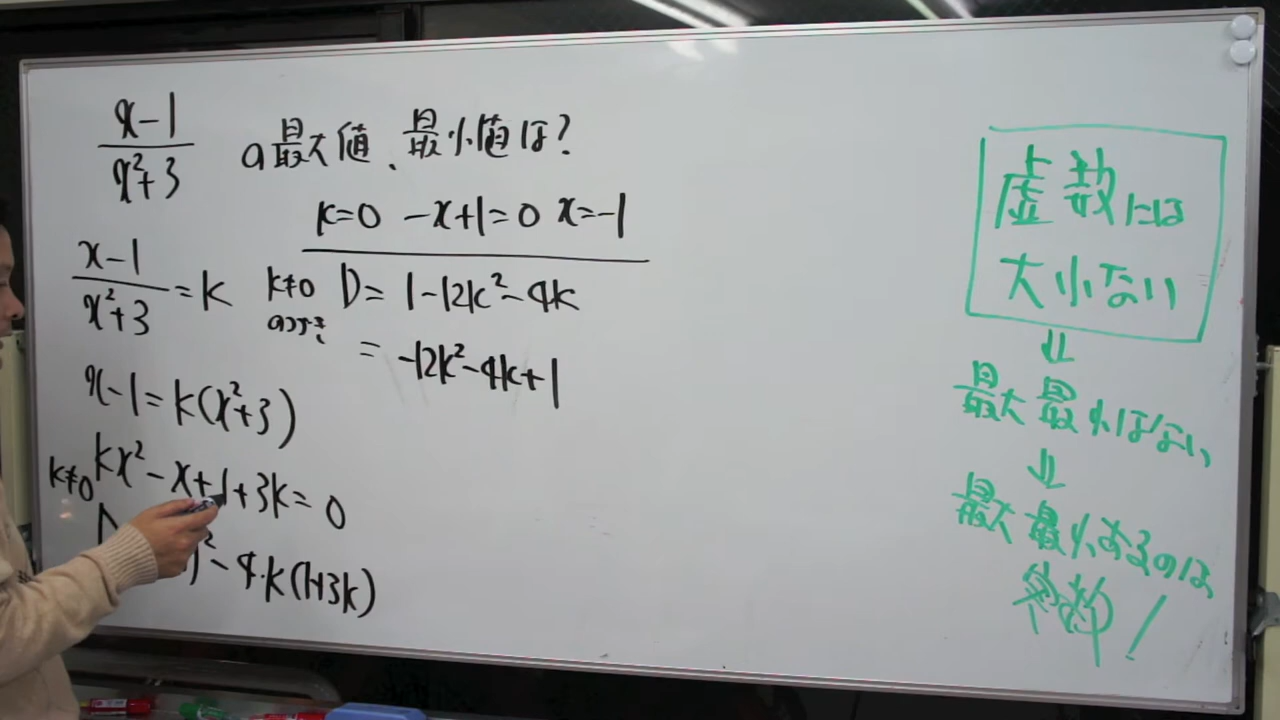 x-1/x²+3 の最大値、最小値は?
x-1/x²+3=k
x-1=k(x²+3)
k≠0 kx²-x+1+3k=0
)²-4·k(1+3k)
k=0 -x+1=0 x=-1
k≠0のとき D=1-12k²-4k
=-12k²-4k+1
虚数には
大小ない
⇓
最大最小はない
⇓
最大最小あるのは
実数!